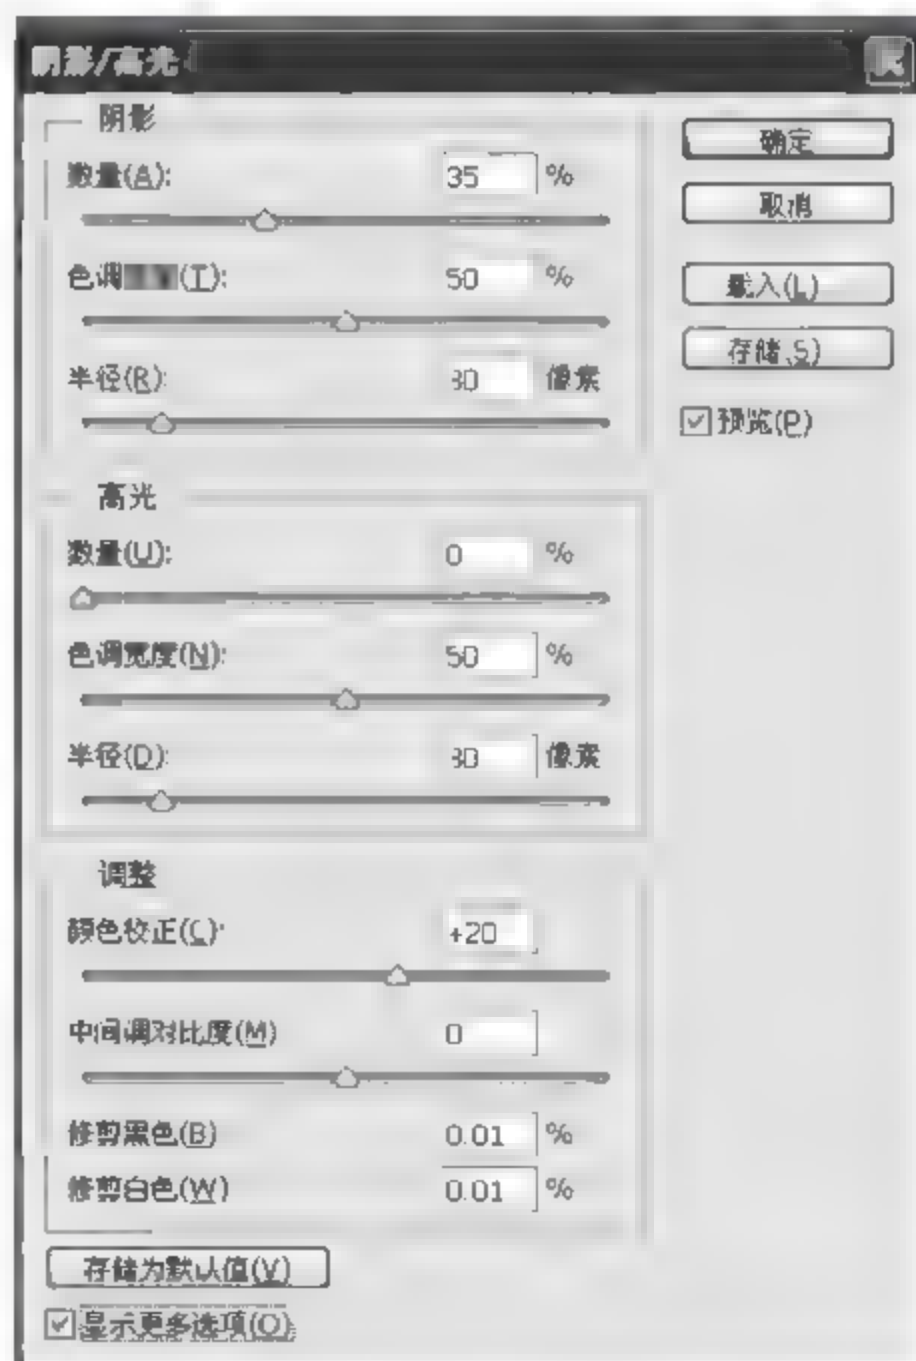 阴影/高光
阴影
数量(A):
35 %
色调 (T):
50 %
半径(R):
30 像素
高光
数量(U):
0 %
色调宽度(N):
50 %
半径(D):
30 像素
调整
颜色校正(C):
+20
中间调对比度(M)
0
修剪黑色(B)
0.01 %
修剪白色(W)
0.01 %
存储为默认值(V)
显示更多选项(O)
确定
取消
载入(L)
存储(S)
预览(P)